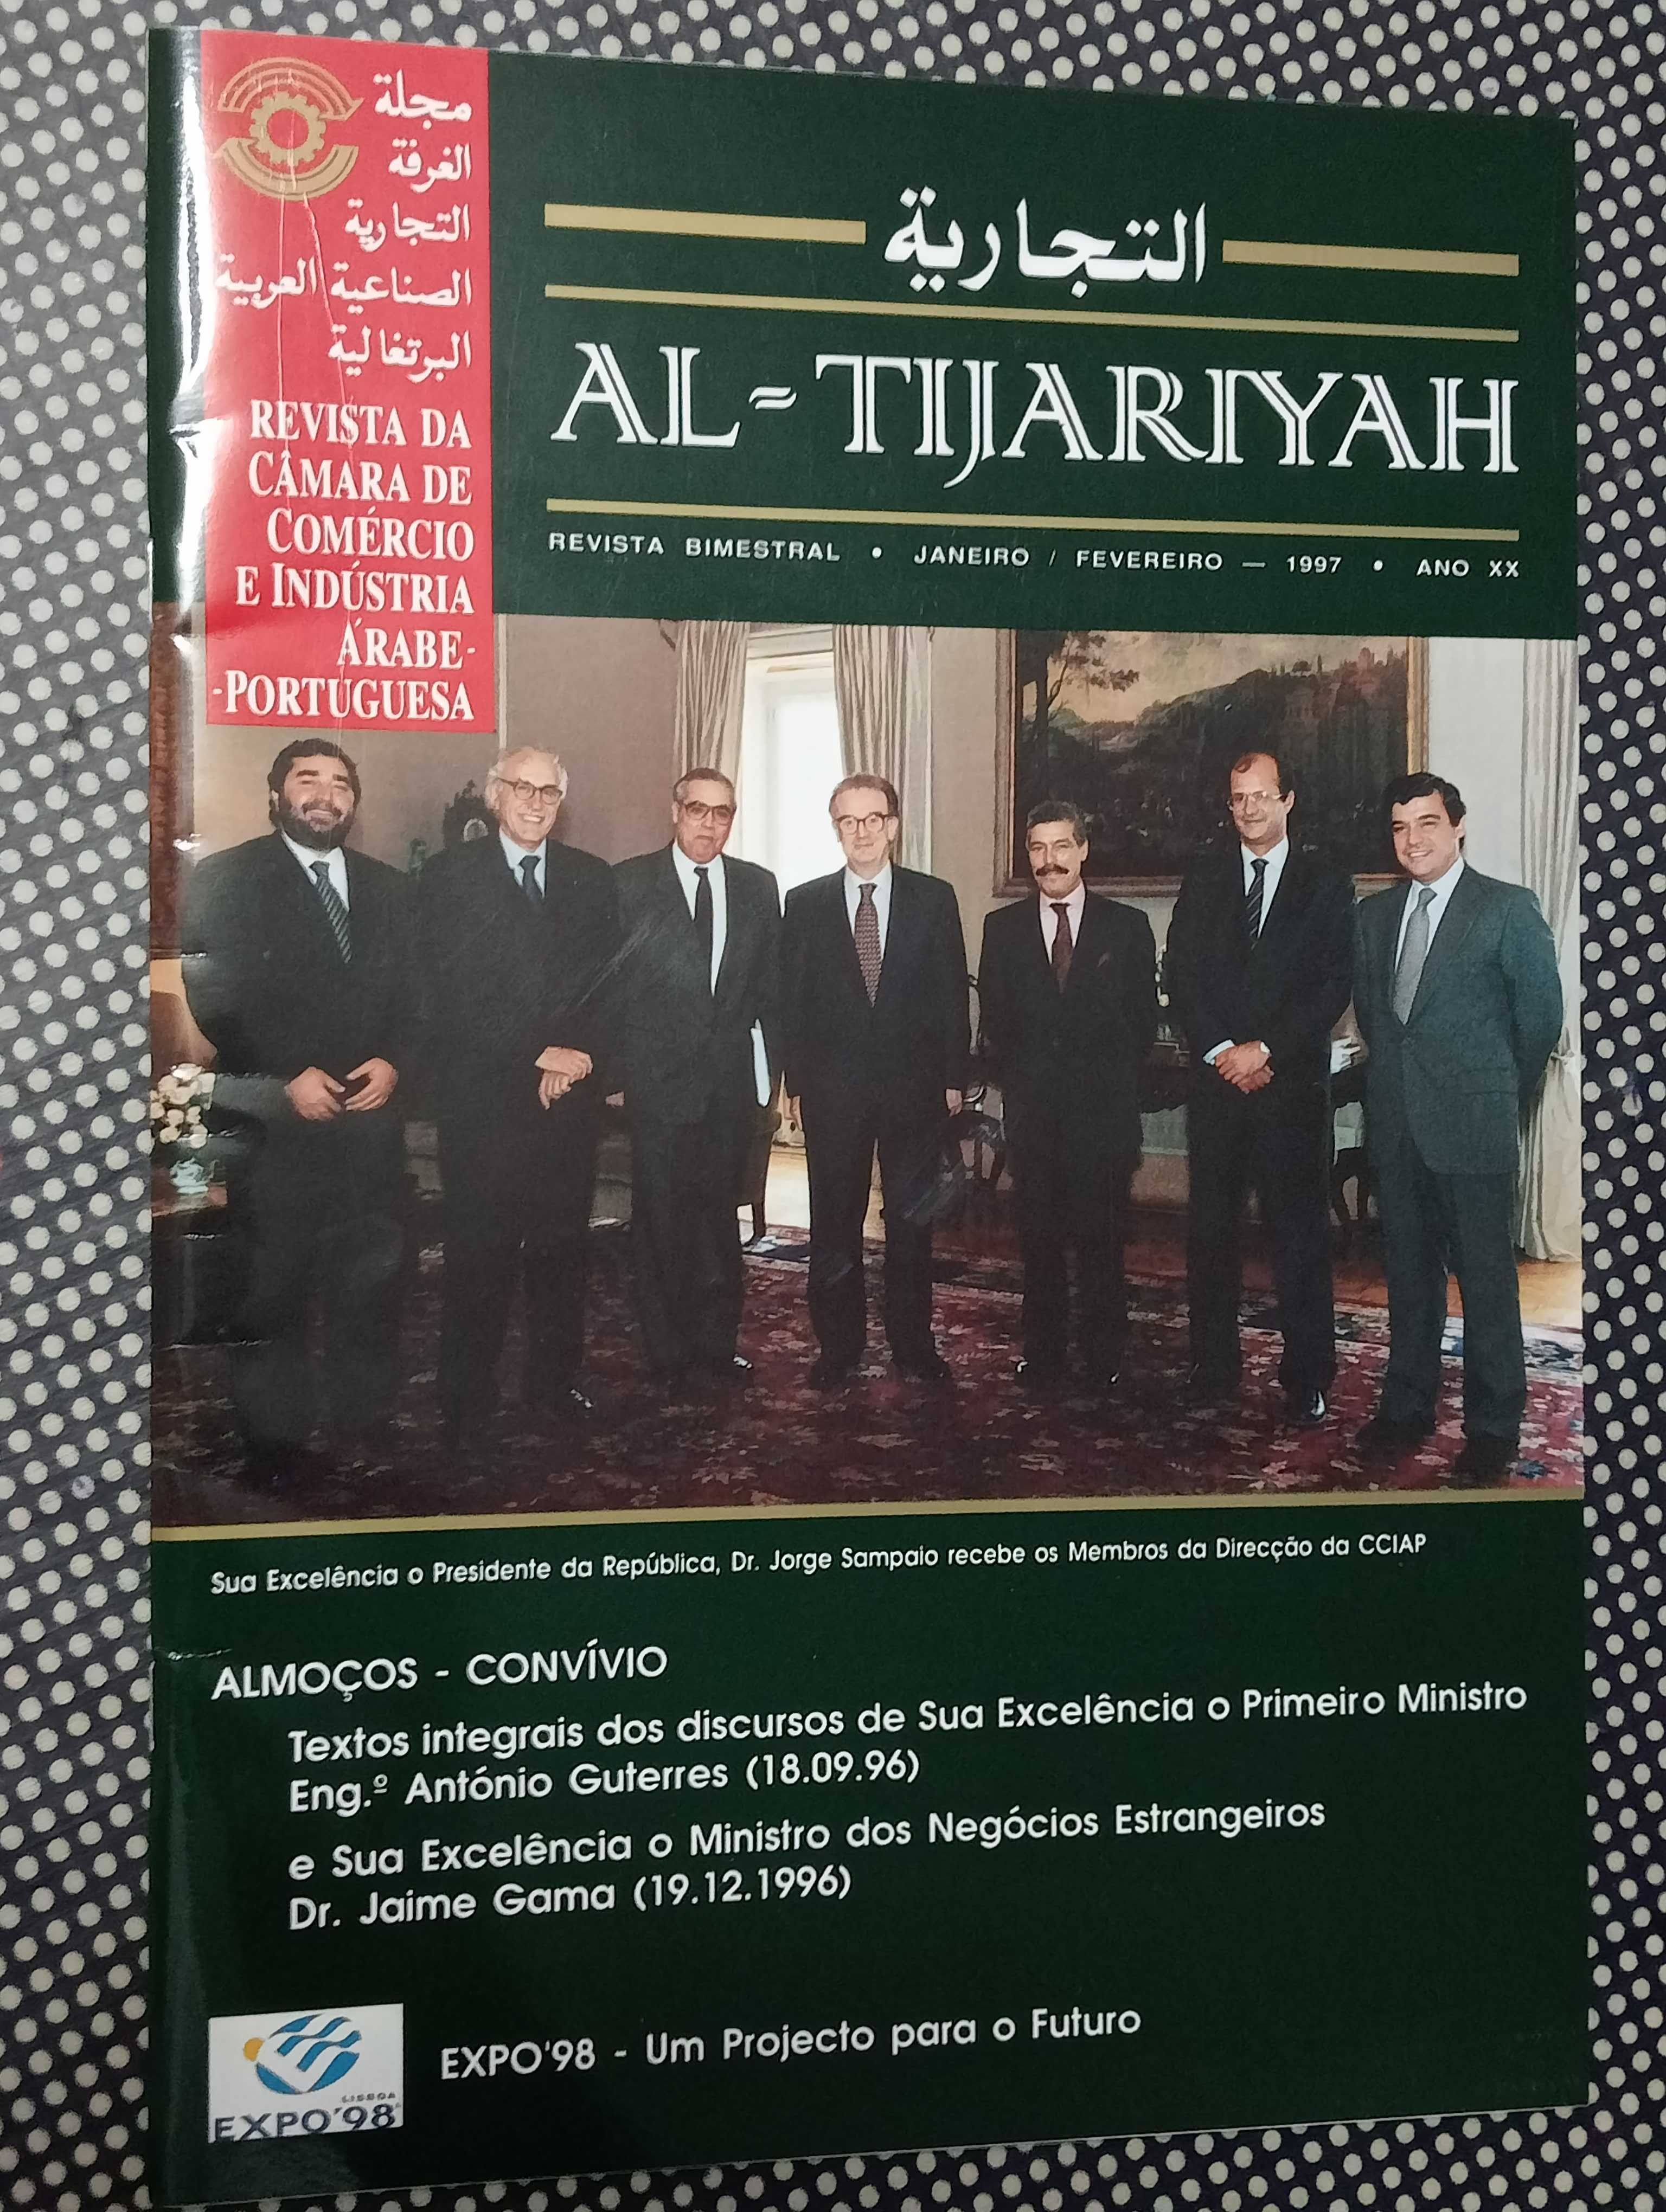 مجلة
الغرفة
التجارية
الصناعية العربية
البرتغالية
REVISTA DA
CÂMARA DE
COMÉRCIO
E INDÚSTRIA
ÁRABE-
-PORTUGUESA
التجارية
AL-TIJARIYAH
REVISTA BIMESTRAL • JANEIRO / FEVEREIRO — 1997 • ANO XX
Sua Excelência o Presidente da República, Dr. Jorge Sampaio recebe os Membros da Direcção da CCIAP
ALMOÇOS - CONVÍVIO
Textos integrais dos discursos de Sua Excelência o Primeiro Ministro
Eng.º António Guterres (18.09.96)
e Sua Excelência o Ministro dos Negócios Estrangeiros
Dr. Jaime Gama (19.12.1996)
LISBOA
EXPO'98
EXPO'98 - Um Projecto para o Futuro